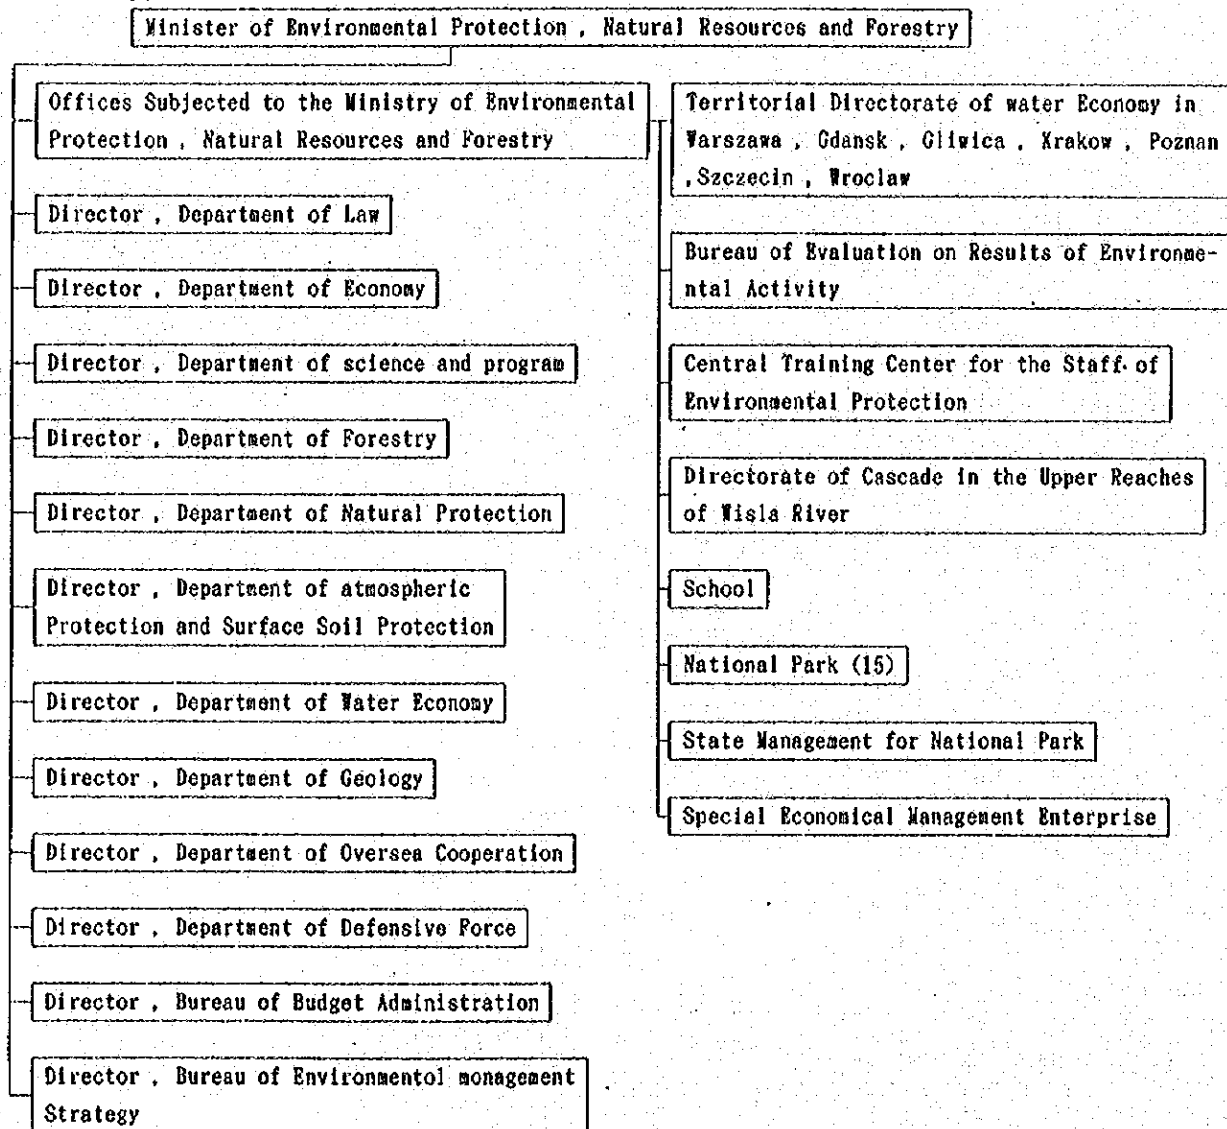 Minister of Environmental Protection , Natural Resources and Forestry
Offices Subjected to the Ministry of Environmental
Protection , Natural Resources and Forestry
Director , Department of Law
Director , Department of Economy
Director , Department of science and program
Director , Department of Forestry
Director , Department of Natural Protection
Director , Department of atmospheric
Protection and Surface Soil Protection
Director , Department of Water Economy
Director , Department of Geology
Director , Department of Oversea Cooperation
Director , Department of Defensive Force
Director , Bureau of Budget Administration
Director , Bureau of Environmentol monagement
Strategy
Territorial Directorate of water Economy in
Warszawa , Gdansk , Gliwica , Krakow , Poznan
,Szczecin , Wroclaw
Bureau of Evaluation on Results of Environme-
ntal Activity
Central Training Center for the Staff of
Environmental Protection
Directorate of Cascade in the Upper Reaches
of Wisla River
School
National Park (15)
State Management for National Park
Special Economical Management Enterprise